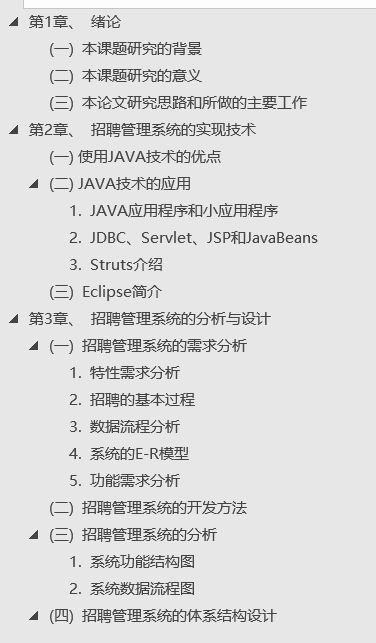 第1章、 绪论
(一) 本课题研究的背景
(二) 本课题研究的意义
(三) 本论文研究思路和所做的主要工作
第2章、 招聘管理系统的实现技术
(一) 使用JAVA技术的优点
(二) JAVA技术的应用
1. JAVA应用程序和小应用程序
2. JDBC、Servlet、JSP和JavaBeans
3. Struts介绍
(三) Eclipse简介
第3章、 招聘管理系统的分析与设计
(一) 招聘管理系统的需求分析
1. 特性需求分析
2. 招聘的基本过程
3. 数据流程分析
4. 系统的E-R模型
5. 功能需求分析
(二) 招聘管理系统的开发方法
(三) 招聘管理系统的分析
1. 系统功能结构图
2. 系统数据流程图
(四) 招聘管理系统的体系结构设计